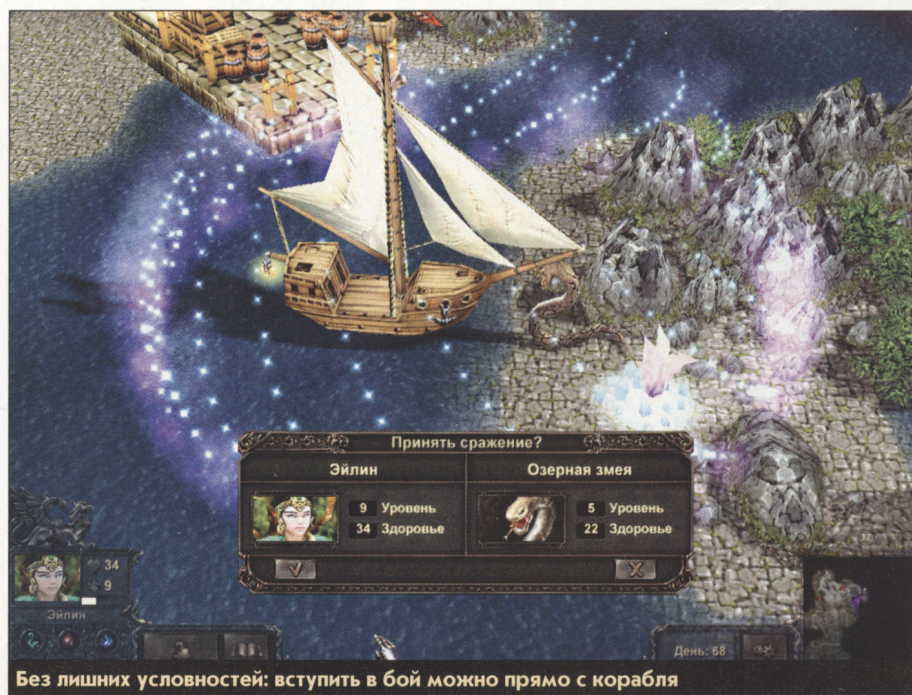 Принять сражение?
Эйлин
Озерная змея
9 Уровень
5 Уровень
34 Здоровье
22 Здоровье
34
9
Эйлин
День: 68
Без лишних условностей: вступить в бой можно прямо с корабля